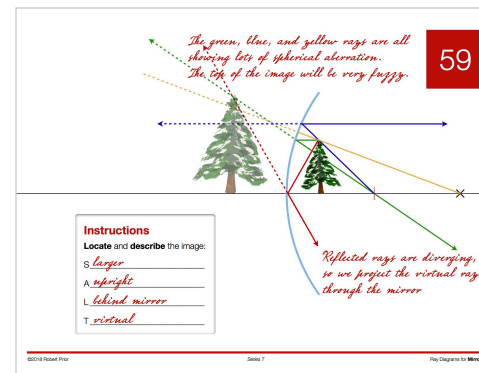 The green, blue, and yellow rays are all
showing lots of spherical aberration.
The top of the image will be very fuzzy.
59
Instructions
Locate and describe the image:
S larger
A upright
L behind mirror
T virtual
Reflected rays are diverging,
so we project the virtual ray
through the mirror
©2018 Robert Prior
Series 7
Ray Diagrams for Mirro